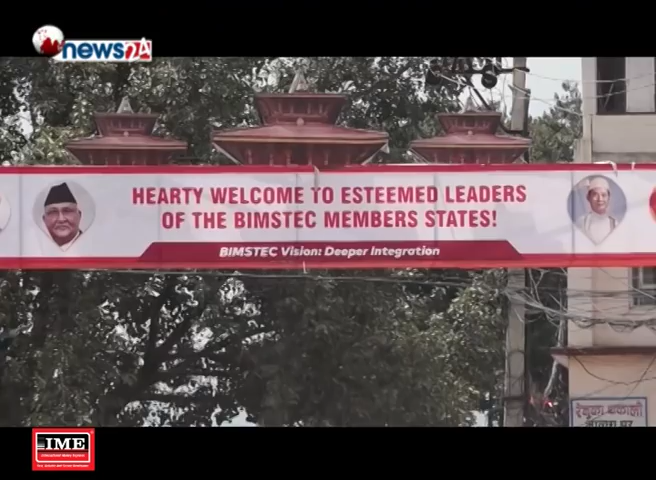 news24
HEARTY WELCOME TO ESTEEMED LEADERS
OF THE BIMSTEC MEMBERS STATES!
BIMSTEC Vision: Deeper Integration
IME
रेणुका